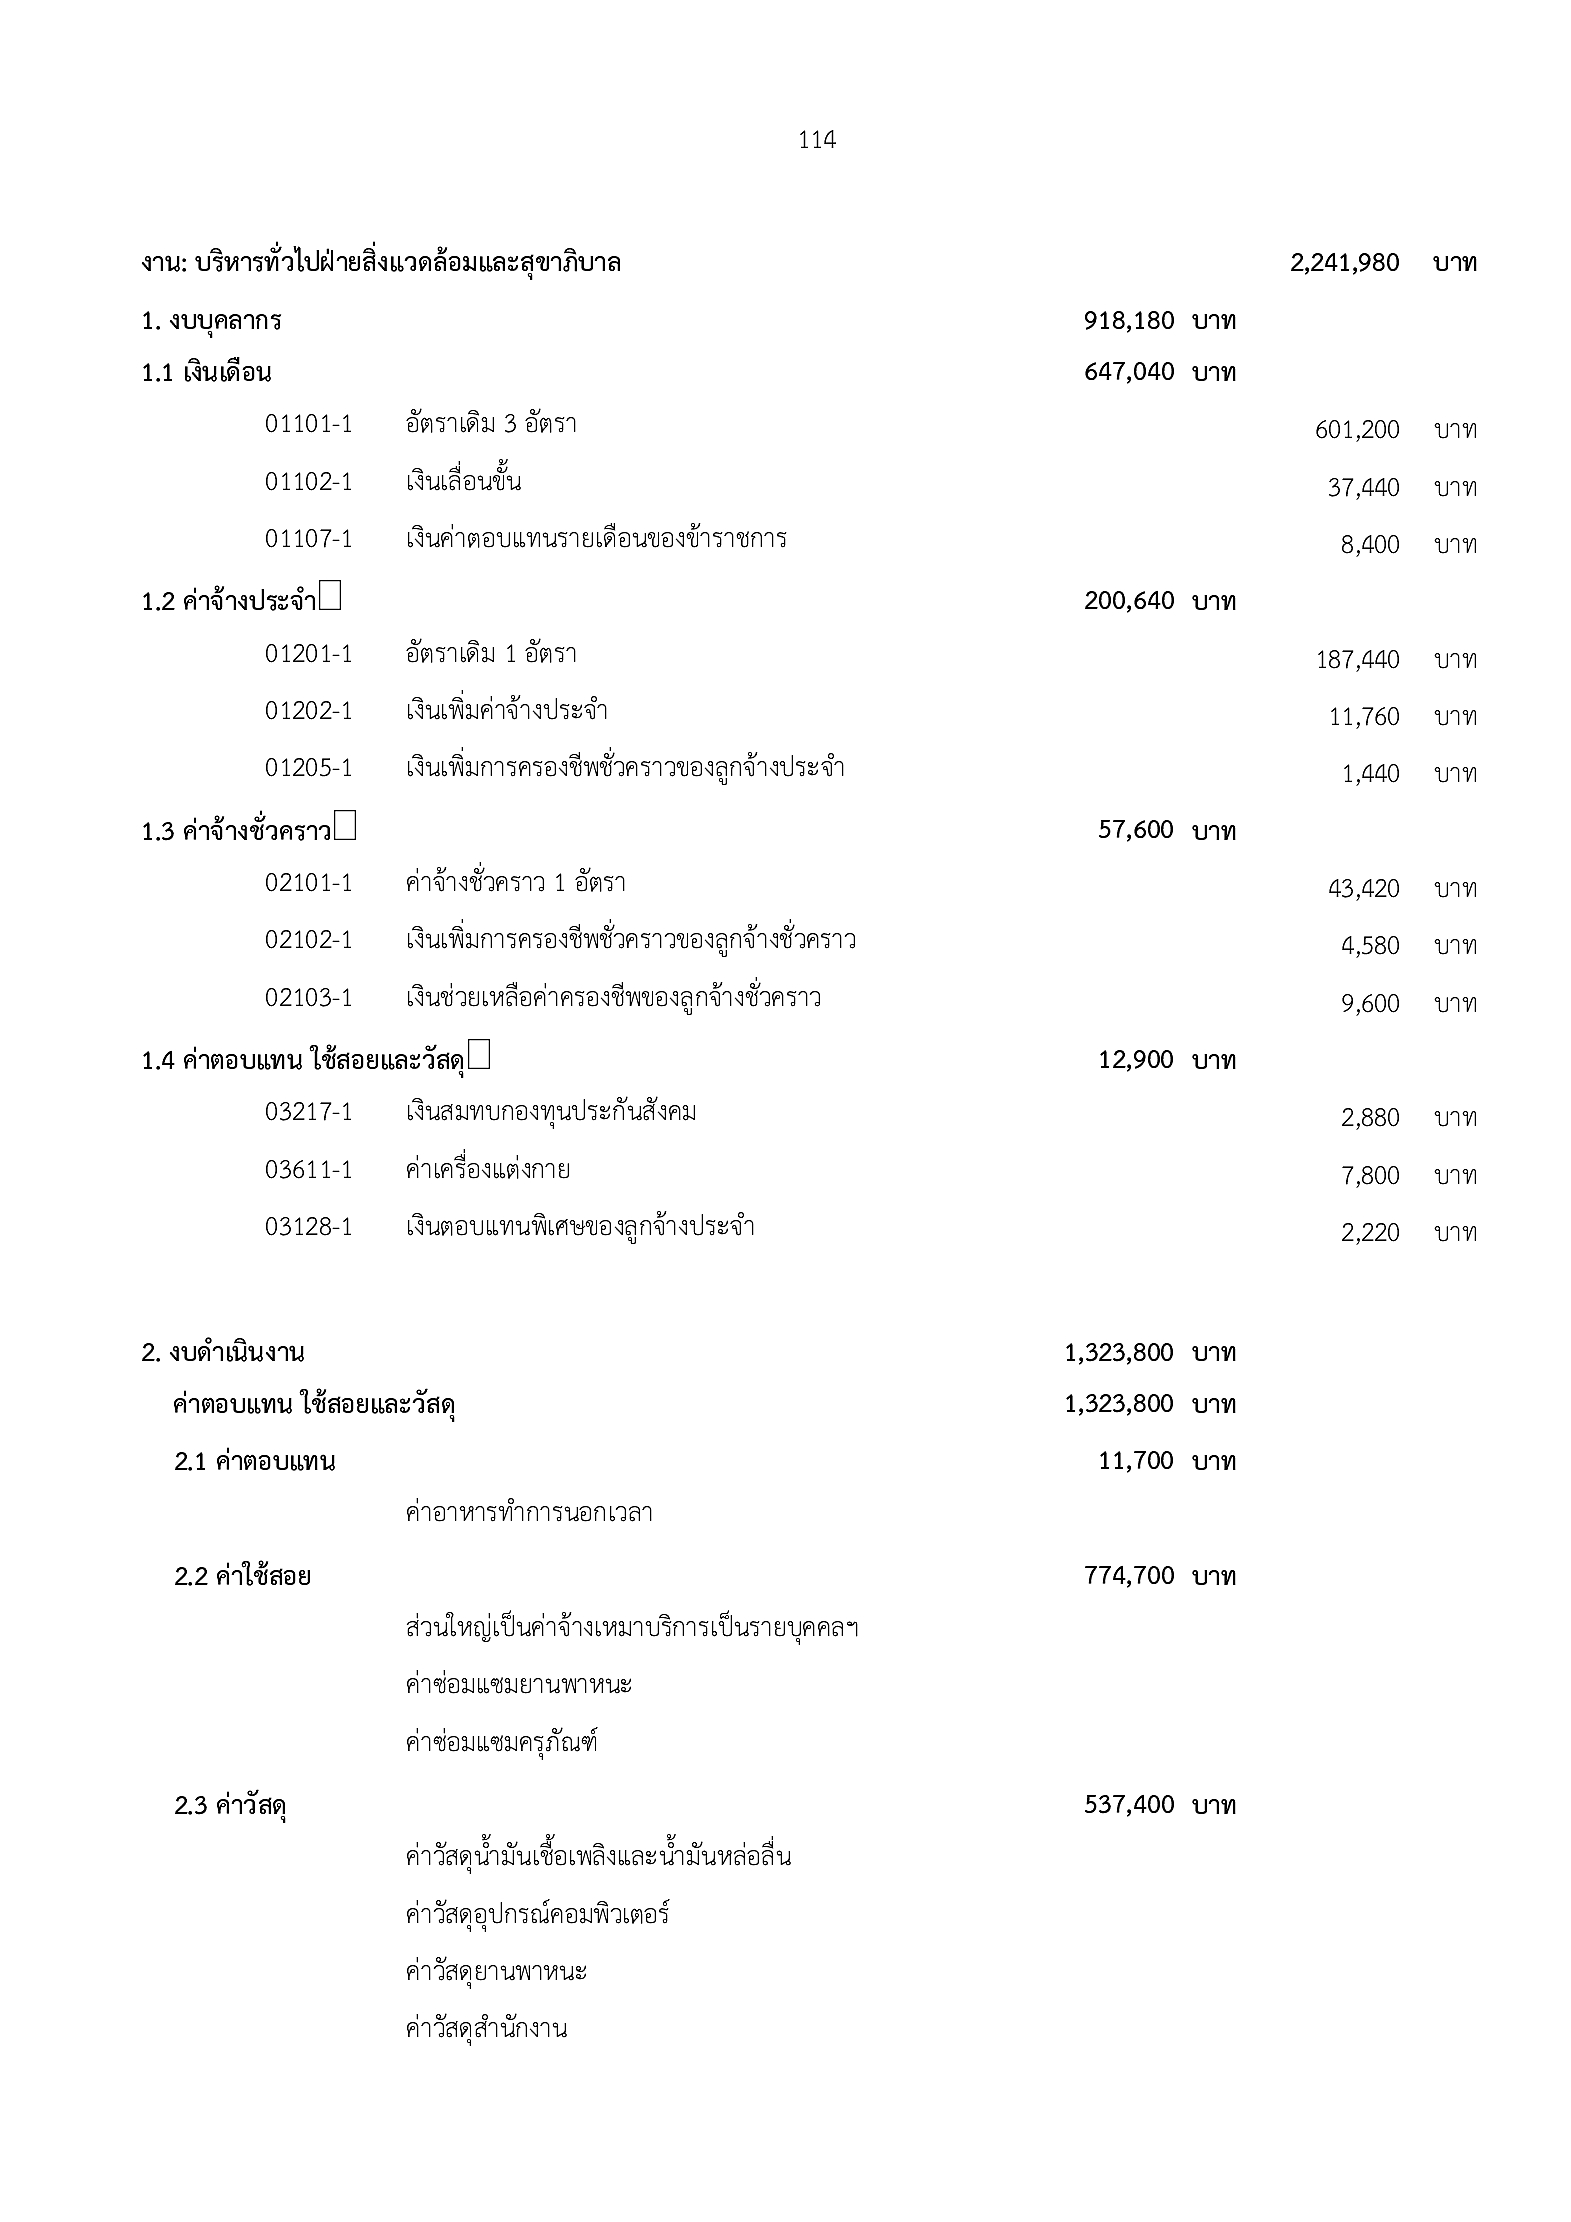 114
งาน: บริหารทั่วไปฝ่ายสิ่งแวดล้อมและสุขาภิบาล 2,241,980 บาท
1. งบบุคลากร 918,180 บาท
1.1 เงินเดือน 647,040 บาท
01101-1 อัตราเดิม 3 อัตรา 601,200 บาท
01102-1 เงินเลื่อนขั้น 37,440 บาท
01107-1 เงินค่าตอบแทนรายเดือนของข้าราชการ 8,400 บาท
1.2 ค่าจ้างประจำ 200,640 บาท
01201-1 อัตราเดิม 1 อัตรา 187,440 บาท
01202-1 เงินเพิ่มค่าจ้างประจำ 11,760 บาท
01205-1 เงินเพิ่มการครองชีพชั่วคราวของลูกจ้างประจำ 1,440 บาท
1.3 ค่าจ้างชั่วคราว 57,600 บาท
02101-1 ค่าจ้างชั่วคราว 1 อัตรา 43,420 บาท
02102-1 เงินเพิ่มการครองชีพชั่วคราวของลูกจ้างชั่วคราว 4,580 บาท
02103-1 เงินช่วยเหลือค่าครองชีพของลูกจ้างชั่วคราว 9,600 บาท
1.4 ค่าตอบแทน ใช้สอยและวัสดุ 12,900 บาท
03217-1 เงินสมทบกองทุนประกันสังคม 2,880 บาท
03611-1 ค่าเครื่องแต่งกาย 7,800 บาท
03128-1 เงินตอบแทนพิเศษของลูกจ้างประจำ 2,220 บาท
2. งบดำเนินงาน 1,323,800 บาท
ค่าตอบแทน ใช้สอยและวัสดุ 1,323,800 บาท
2.1 ค่าตอบแทน 11,700 บาท
ค่าอาหารทำการนอกเวลา
2.2 ค่าใช้สอย 774,700 บาท
ส่วนใหญ่เป็นค่าจ้างเหมาบริการเป็นรายบุคคลฯ
ค่าซ่อมแซมยานพาหนะ
ค่าซ่อมแซมครุภัณฑ์
2.3 ค่าวัสดุ 537,400 บาท
ค่าวัสดุน้ำมันเชื้อเพลิงและน้ำมันหล่อลื่น
ค่าวัสดุอุปกรณ์คอมพิวเตอร์
ค่าวัสดุยานพาหนะ
ค่าวัสดุสำนักงาน